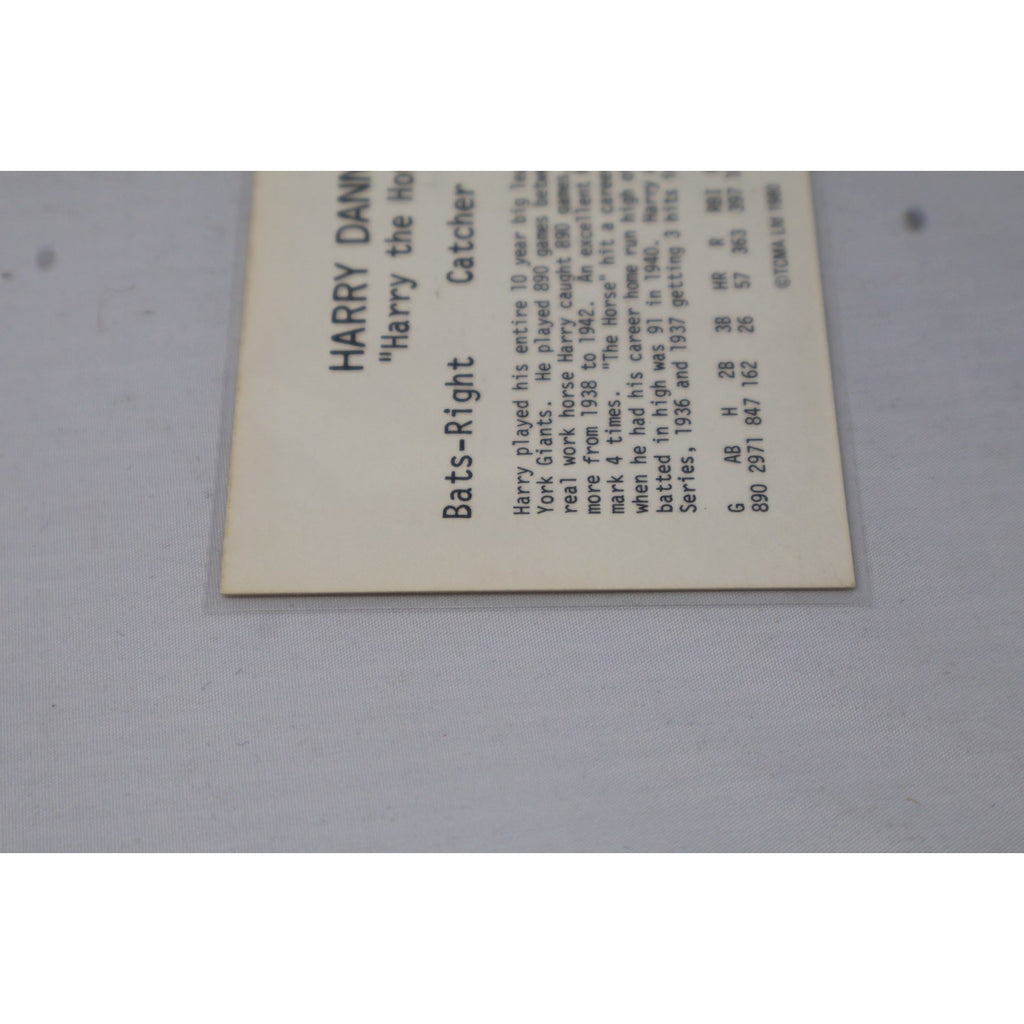 HARRY DANN
"Harry the Ho
Bats-Right Catcher
Harry played his entire 10 year big le
York Giants. He played 890 games betw
real work horse Harry caught 890 games
more from 1938 to 1942. An excellent
mark 4 times. "The Horse" hit a caree
when he had his career home run high
batted in high was 91 in 1940. Harry
Series, 1936 and 1937 getting 3 hits
G AB H 2B 3B HR R RBI
890 2971 847 162 26 57 363 397
©TCMA Ltd 1980